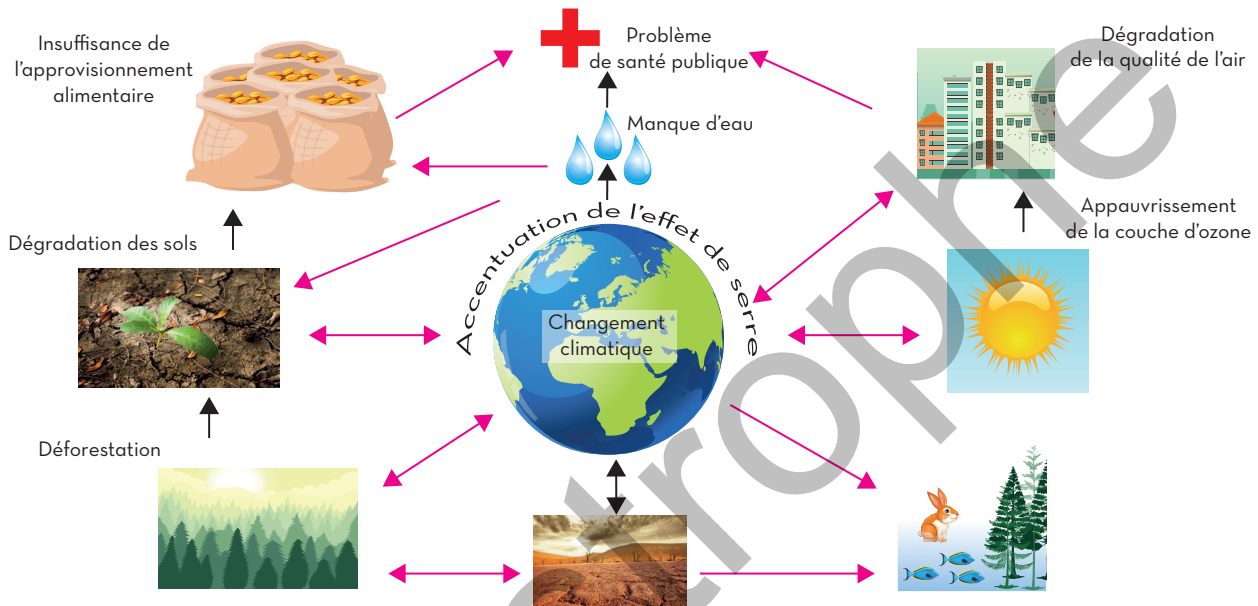 Insuffisance de
l'approvisionnement
alimentaire
Problème
de santé publique
Dégradation
de la qualité de l'air
Manque d'eau
Dégradation des sols
Accentuation de l'effet de serre
Appauvrissement
de la couche d'ozone
Changement
climatique
Déforestation